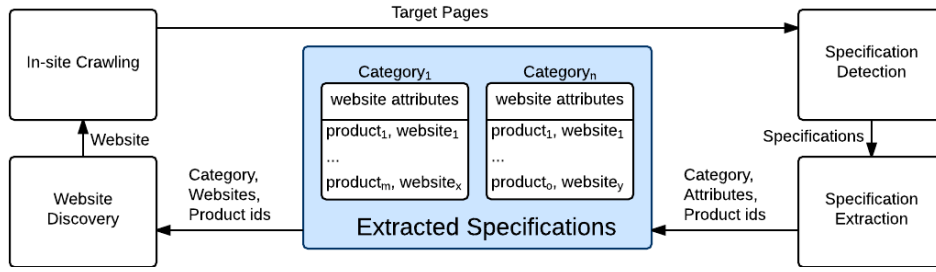 Target Pages
In-site Crawling
Specification
Detection
Category₁
website attributes
product₁, website₁
...
productₘ, websiteₓ
Categoryₙ
website attributes
product₁, website₁
...
productₒ, websiteᵧ
Extracted Specifications
Website
Specifications
Website
Discovery
Category,
Websites,
Product ids
Category,
Attributes,
Product ids
Specification
Extraction